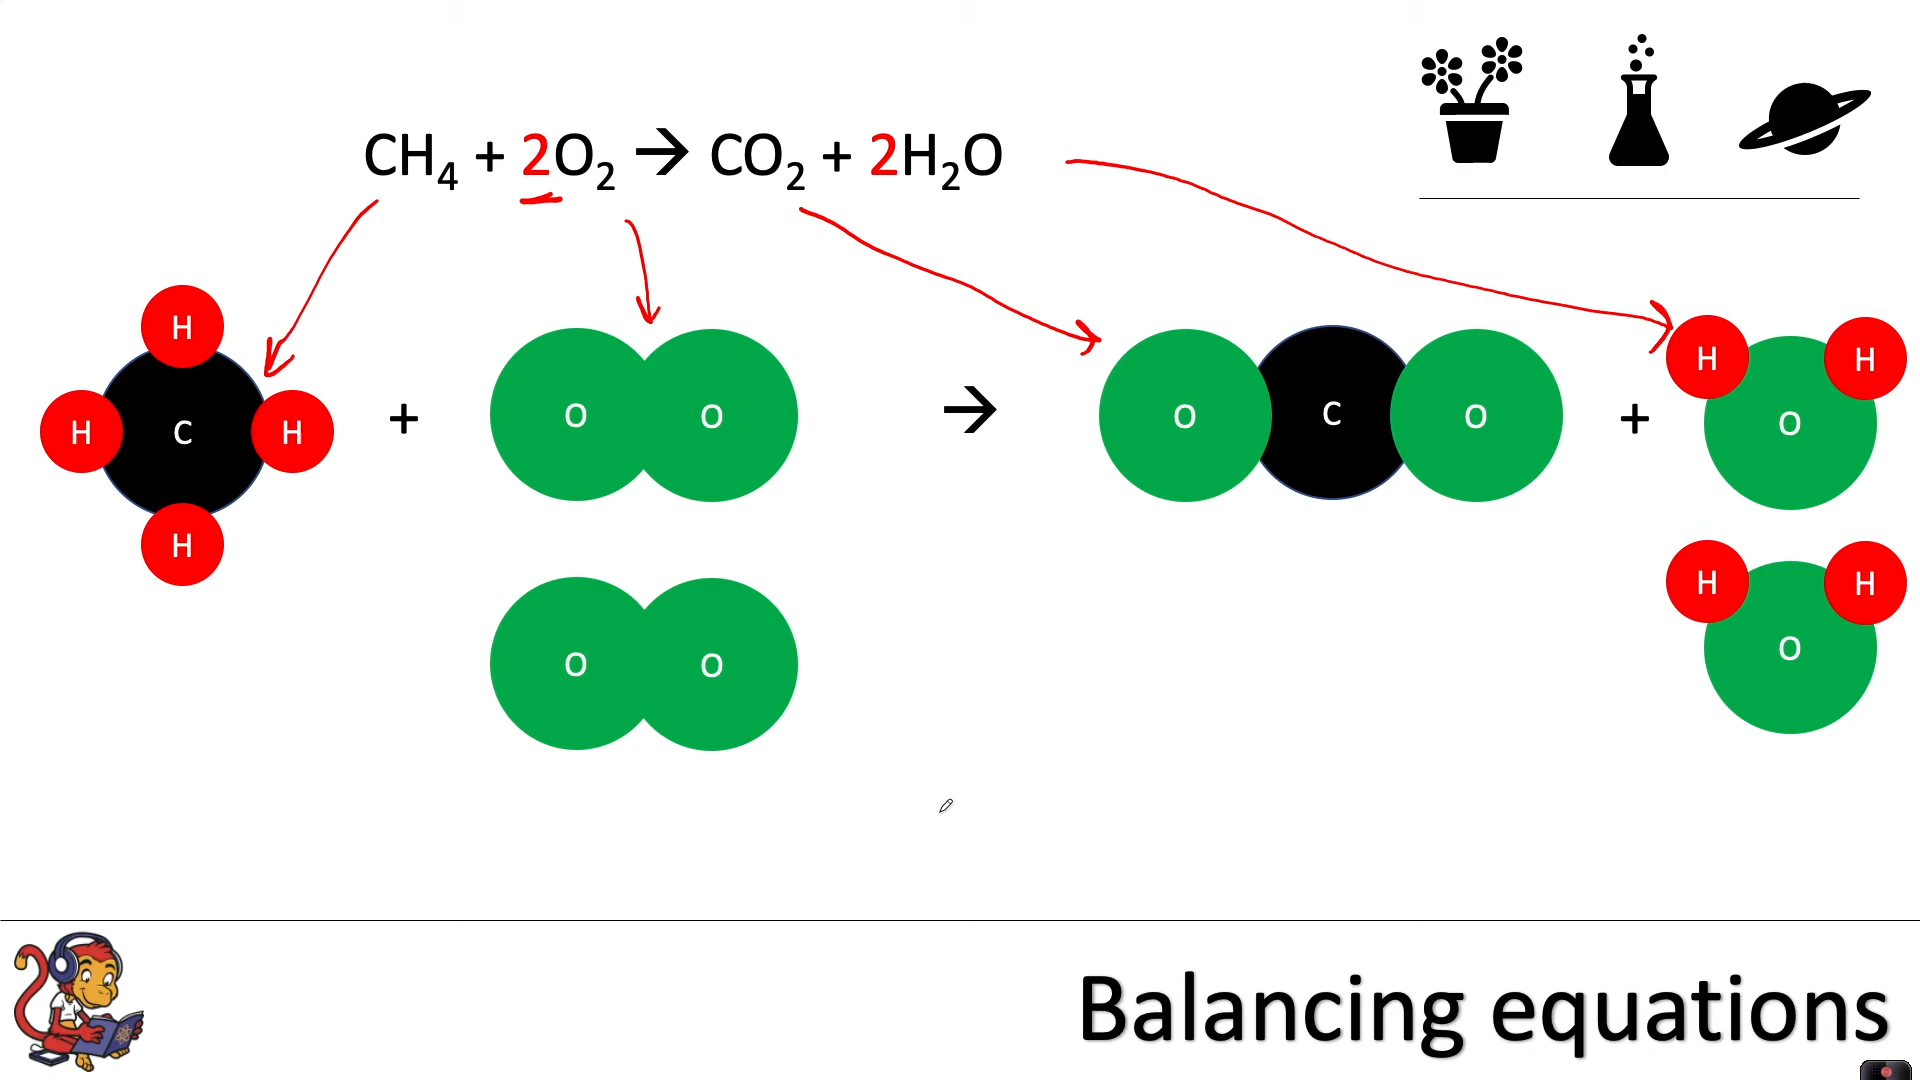 CH₄ + 2O₂ → CO₂ + 2H₂O
H
H C H
H
+
O O
O O
→
O C O
+
H H
O
H H
O
Balancing equations